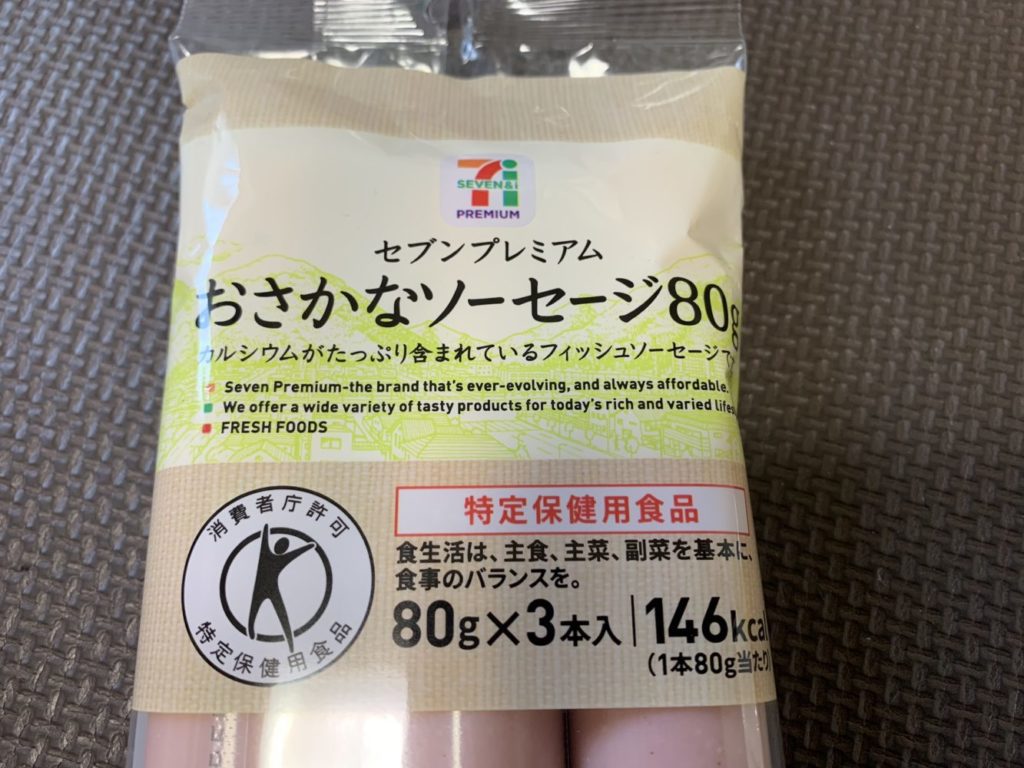 SEVEN&i
PREMIUM
セブンプレミアム
おさかなソーセージ80g
カルシウムがたっぷり含まれているフィッシュソーセージです
Seven Premium-the brand that's ever-evolving, and always affordable.
We offer a wide variety of tasty products for today's rich and varied
FRESH FOODS
消費者庁許可
特定保健用食品
特定保健用食品
食生活は、主食、主菜、副菜を基本に、
食事のバランスを。
80g×3本入
146kcal
(1本80g当たり)